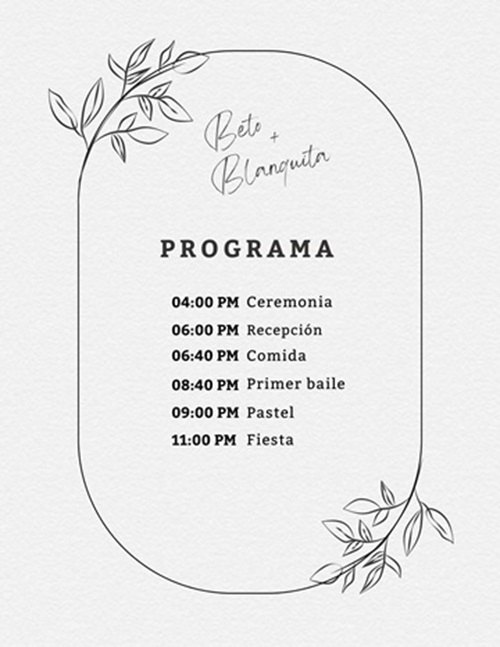 Beto
+
Blanquita
PROGRAMA
04:00 PM Ceremonia
06:00 PM Recepción
06:40 PM Comida
08:40 PM Primer baile
09:00 PM Pastel
11:00 PM Fiesta